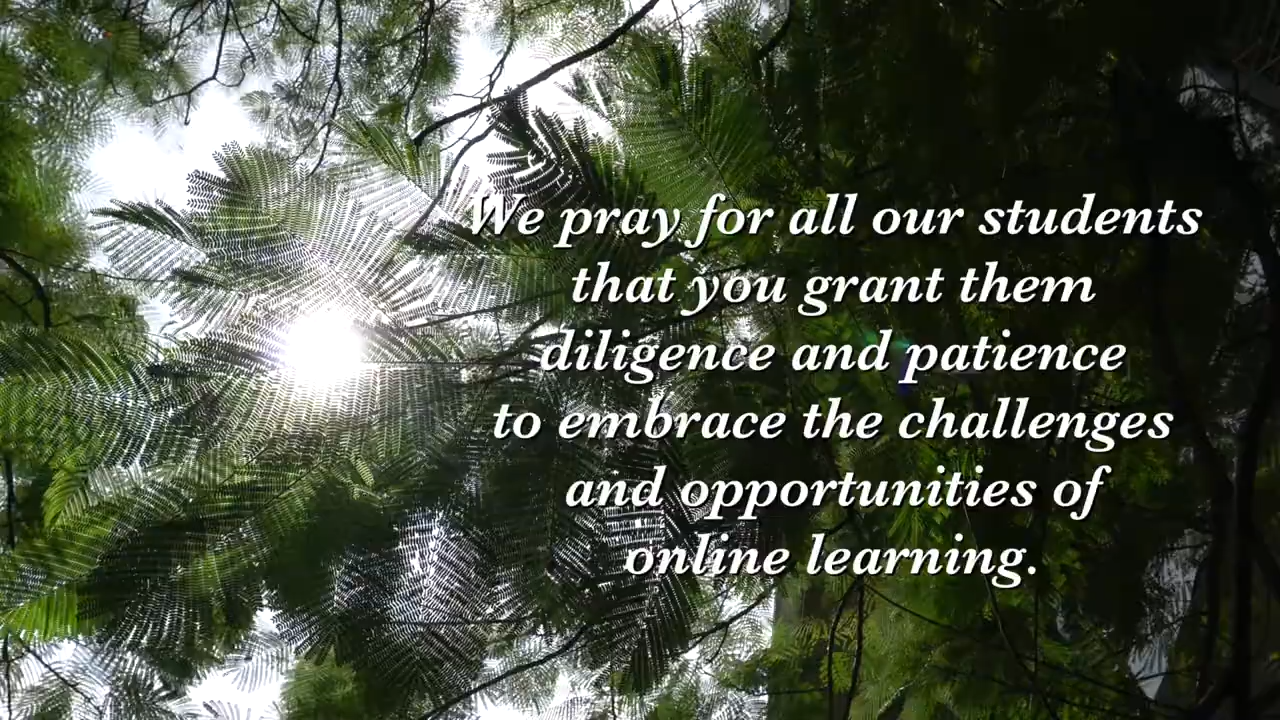 We pray for all our students
that you grant them
diligence and patience
to embrace the challenges
and opportunities of
online learning.